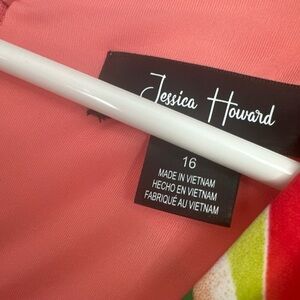 Jessica Howard
16
MADE IN VIETNAM
HECHO EN VIETNAM
FABRIQUÉ AU VIETNAM